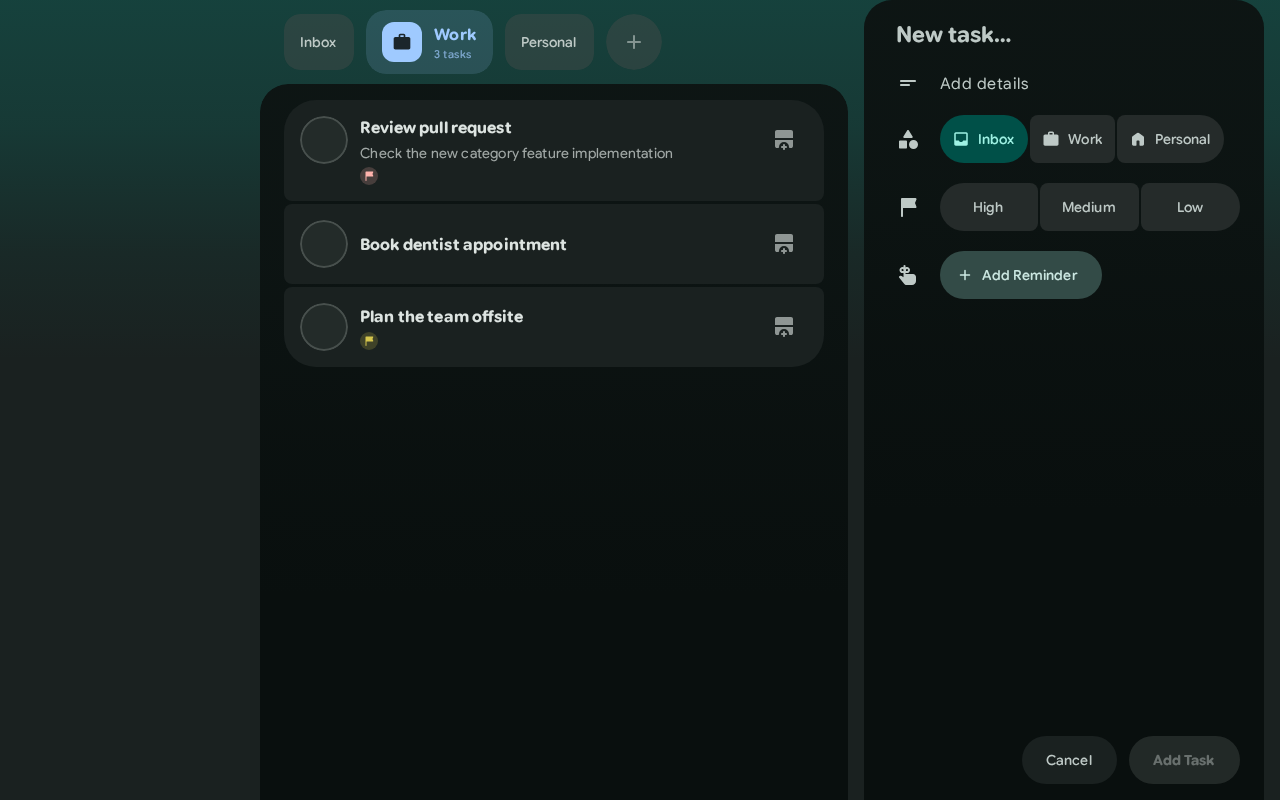 Inbox
Work
3 tasks
Personal
Review pull request
Check the new category feature implementation
Book dentist appointment
Plan the team offsite
New task...
Add details
Inbox
Work
Personal
High
Medium
Low
Add Reminder
Cancel
Add Task